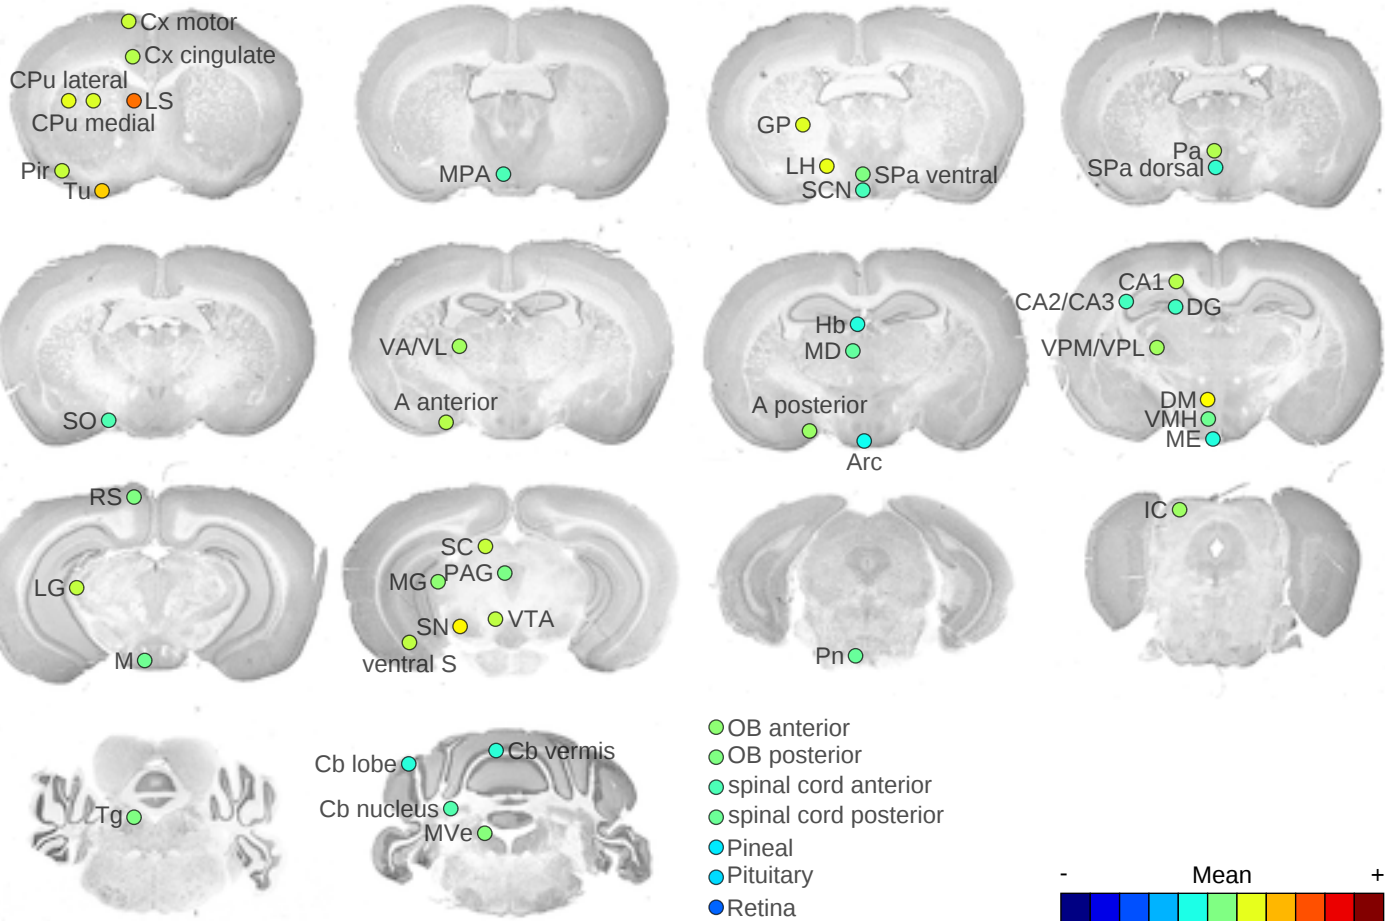 Cx motor
Cx cingulate
CPu lateral
LS
CPu medial
Pir
Tu
MPA
GP
LH
SPa ventral
SCN
Pa
SPa dorsal
SO
VA/VL
A anterior
Hb
MD
A posterior
Arc
CA1
CA2/CA3
DG
VPM/VPL
DM
VMH
ME
RS
LG
M
SC
MG
PAG
SN
VTA
ventral S
Pn
IC
Tg
Cb lobe
Cb vermis
Cb nucleus
MVe
OB anterior
OB posterior
spinal cord anterior
spinal cord posterior
Pineal
Pituitary
Retina
- Mean +